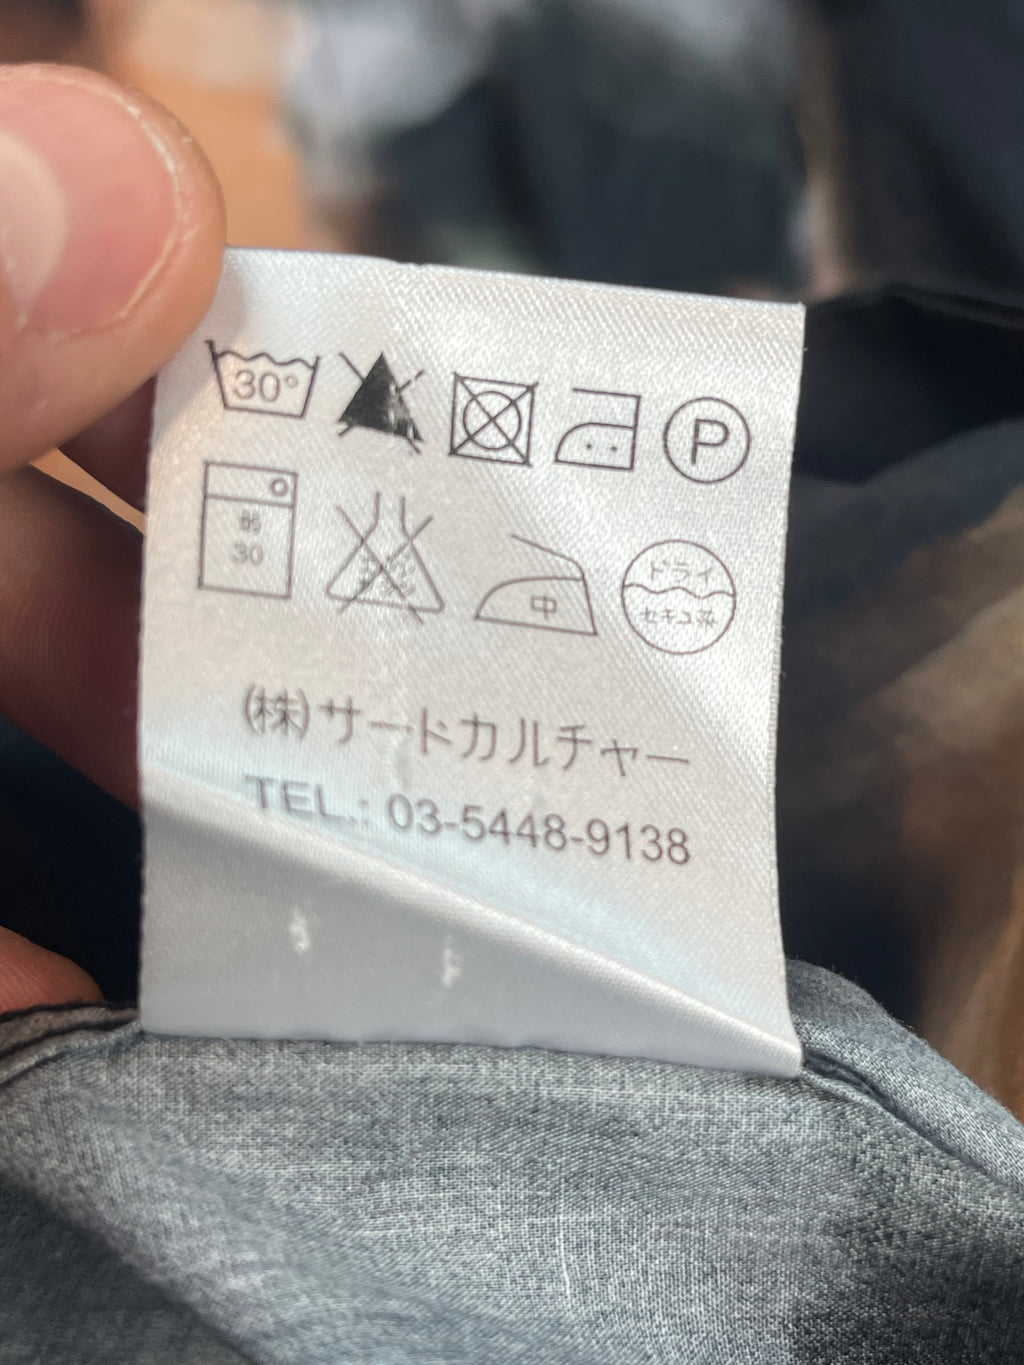 30°
P
弱
30
中
ドライ
セキユ系
(株)サードカルチャー
TEL.: 03-5448-9138